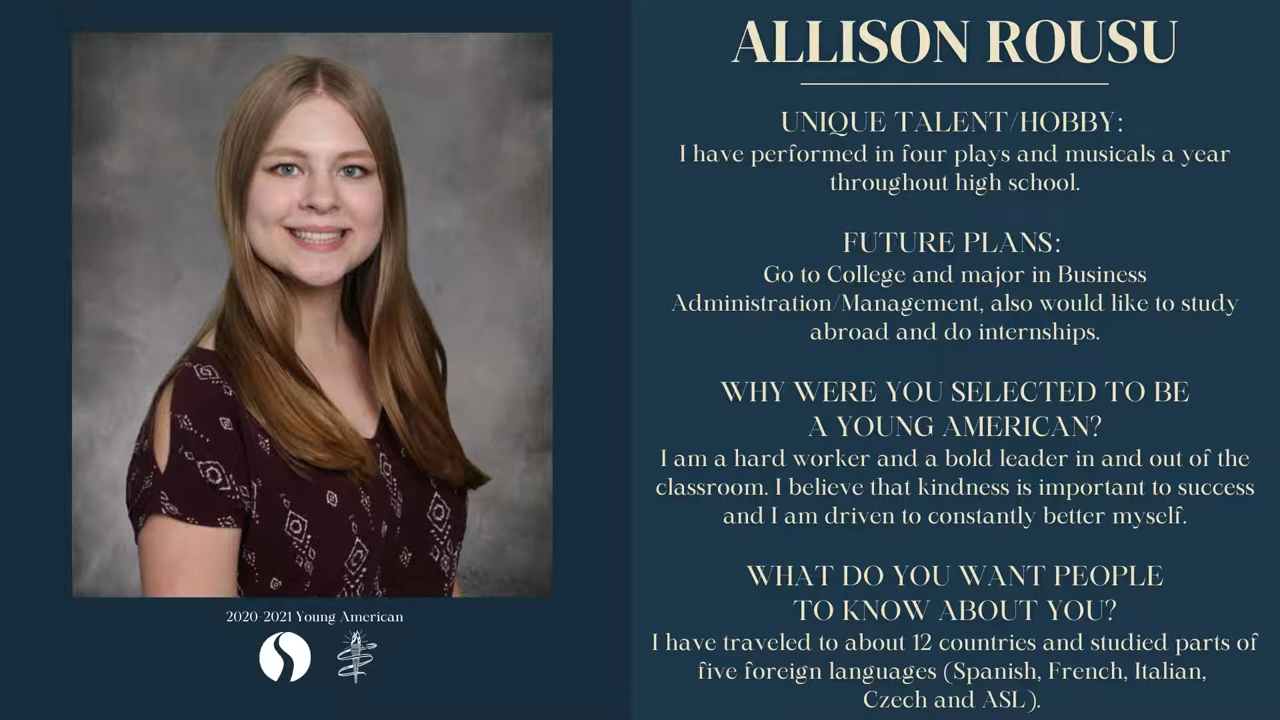 ALLISON ROUSU
UNIQUE TALENT/HOBBY:
I have performed in four plays and musicals a year
throughout high school.
FUTURE PLANS:
Go to College and major in Business
Administration/Management, also would like to study
abroad and do internships.
WHY WERE YOU SELECTED TO BE
A YOUNG AMERICAN?
I am a hard worker and a bold leader in and out of the
classroom. I believe that kindness is important to success
and I am driven to constantly better myself.
WHAT DO YOU WANT PEOPLE
TO KNOW ABOUT YOU?
I have traveled to about 12 countries and studied parts of
five foreign languages (Spanish, French, Italian,
Czech and ASL).
2020-2021 Young American